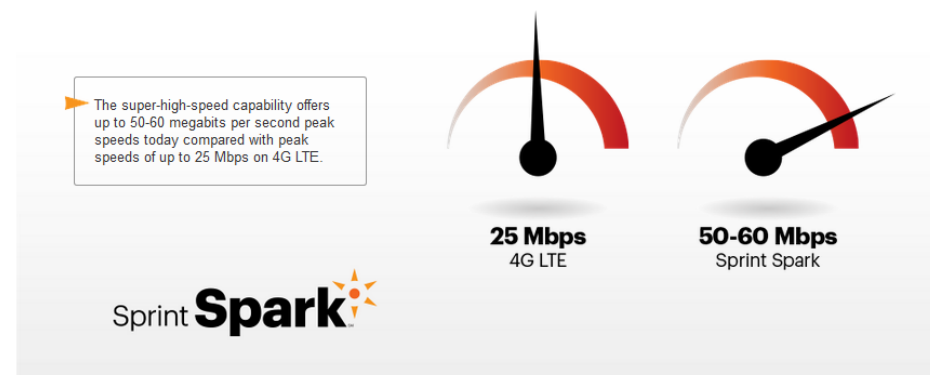 The super-high-speed capability offers
up to 50-60 megabits per second peak
speeds today compared with peak
speeds of up to 25 Mbps on 4G LTE.
25 Mbps
4G LTE
50-60 Mbps
Sprint Spark
Sprint Spark